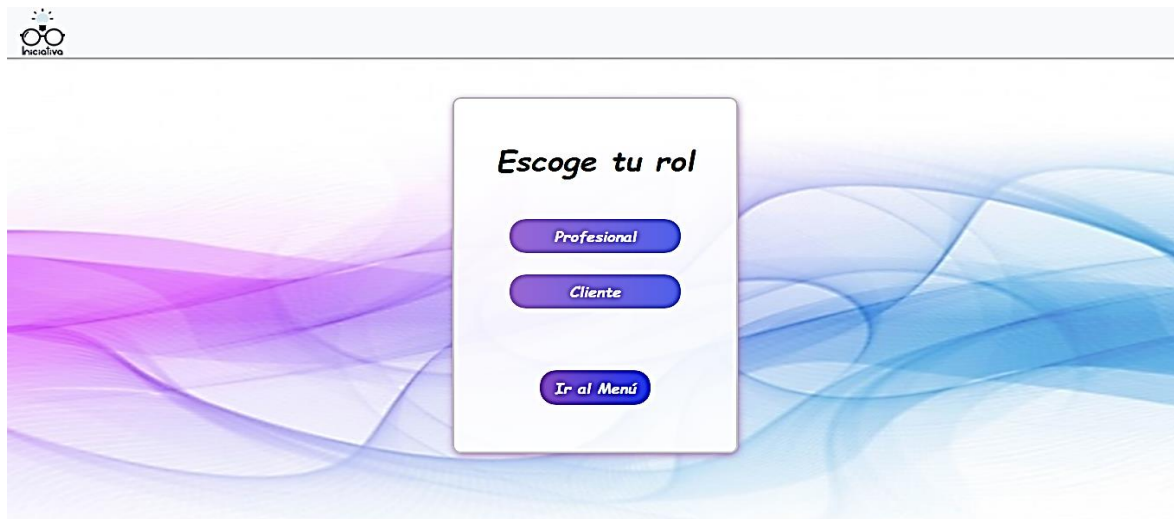 Iniciativa
Escoge tu rol
Profesional
Cliente
Ir al Menú